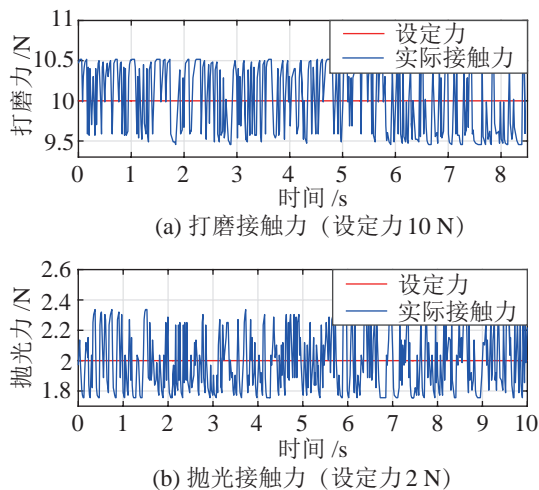 11
10.5
10
9.5
打磨力 /N
设定力
实际接触力
0 1 2 3 4 5 6 7 8
时间 /s
(a) 打磨接触力（设定力10 N）
2.6
2.2
2
1.8
抛光力 /N
设定力
实际接触力
0 1 2 3 4 5 6 7 8 9 10
时间 /s
(b) 抛光接触力（设定力2 N）